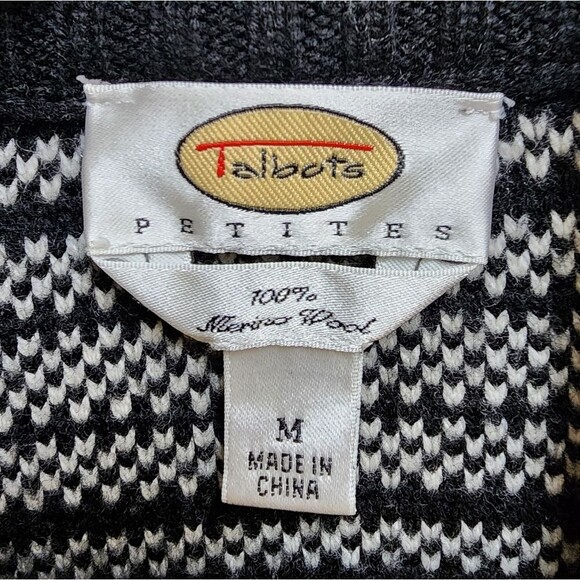 Talbots
PETITES
100%
Merino Wool
M
MADE IN
CHINA